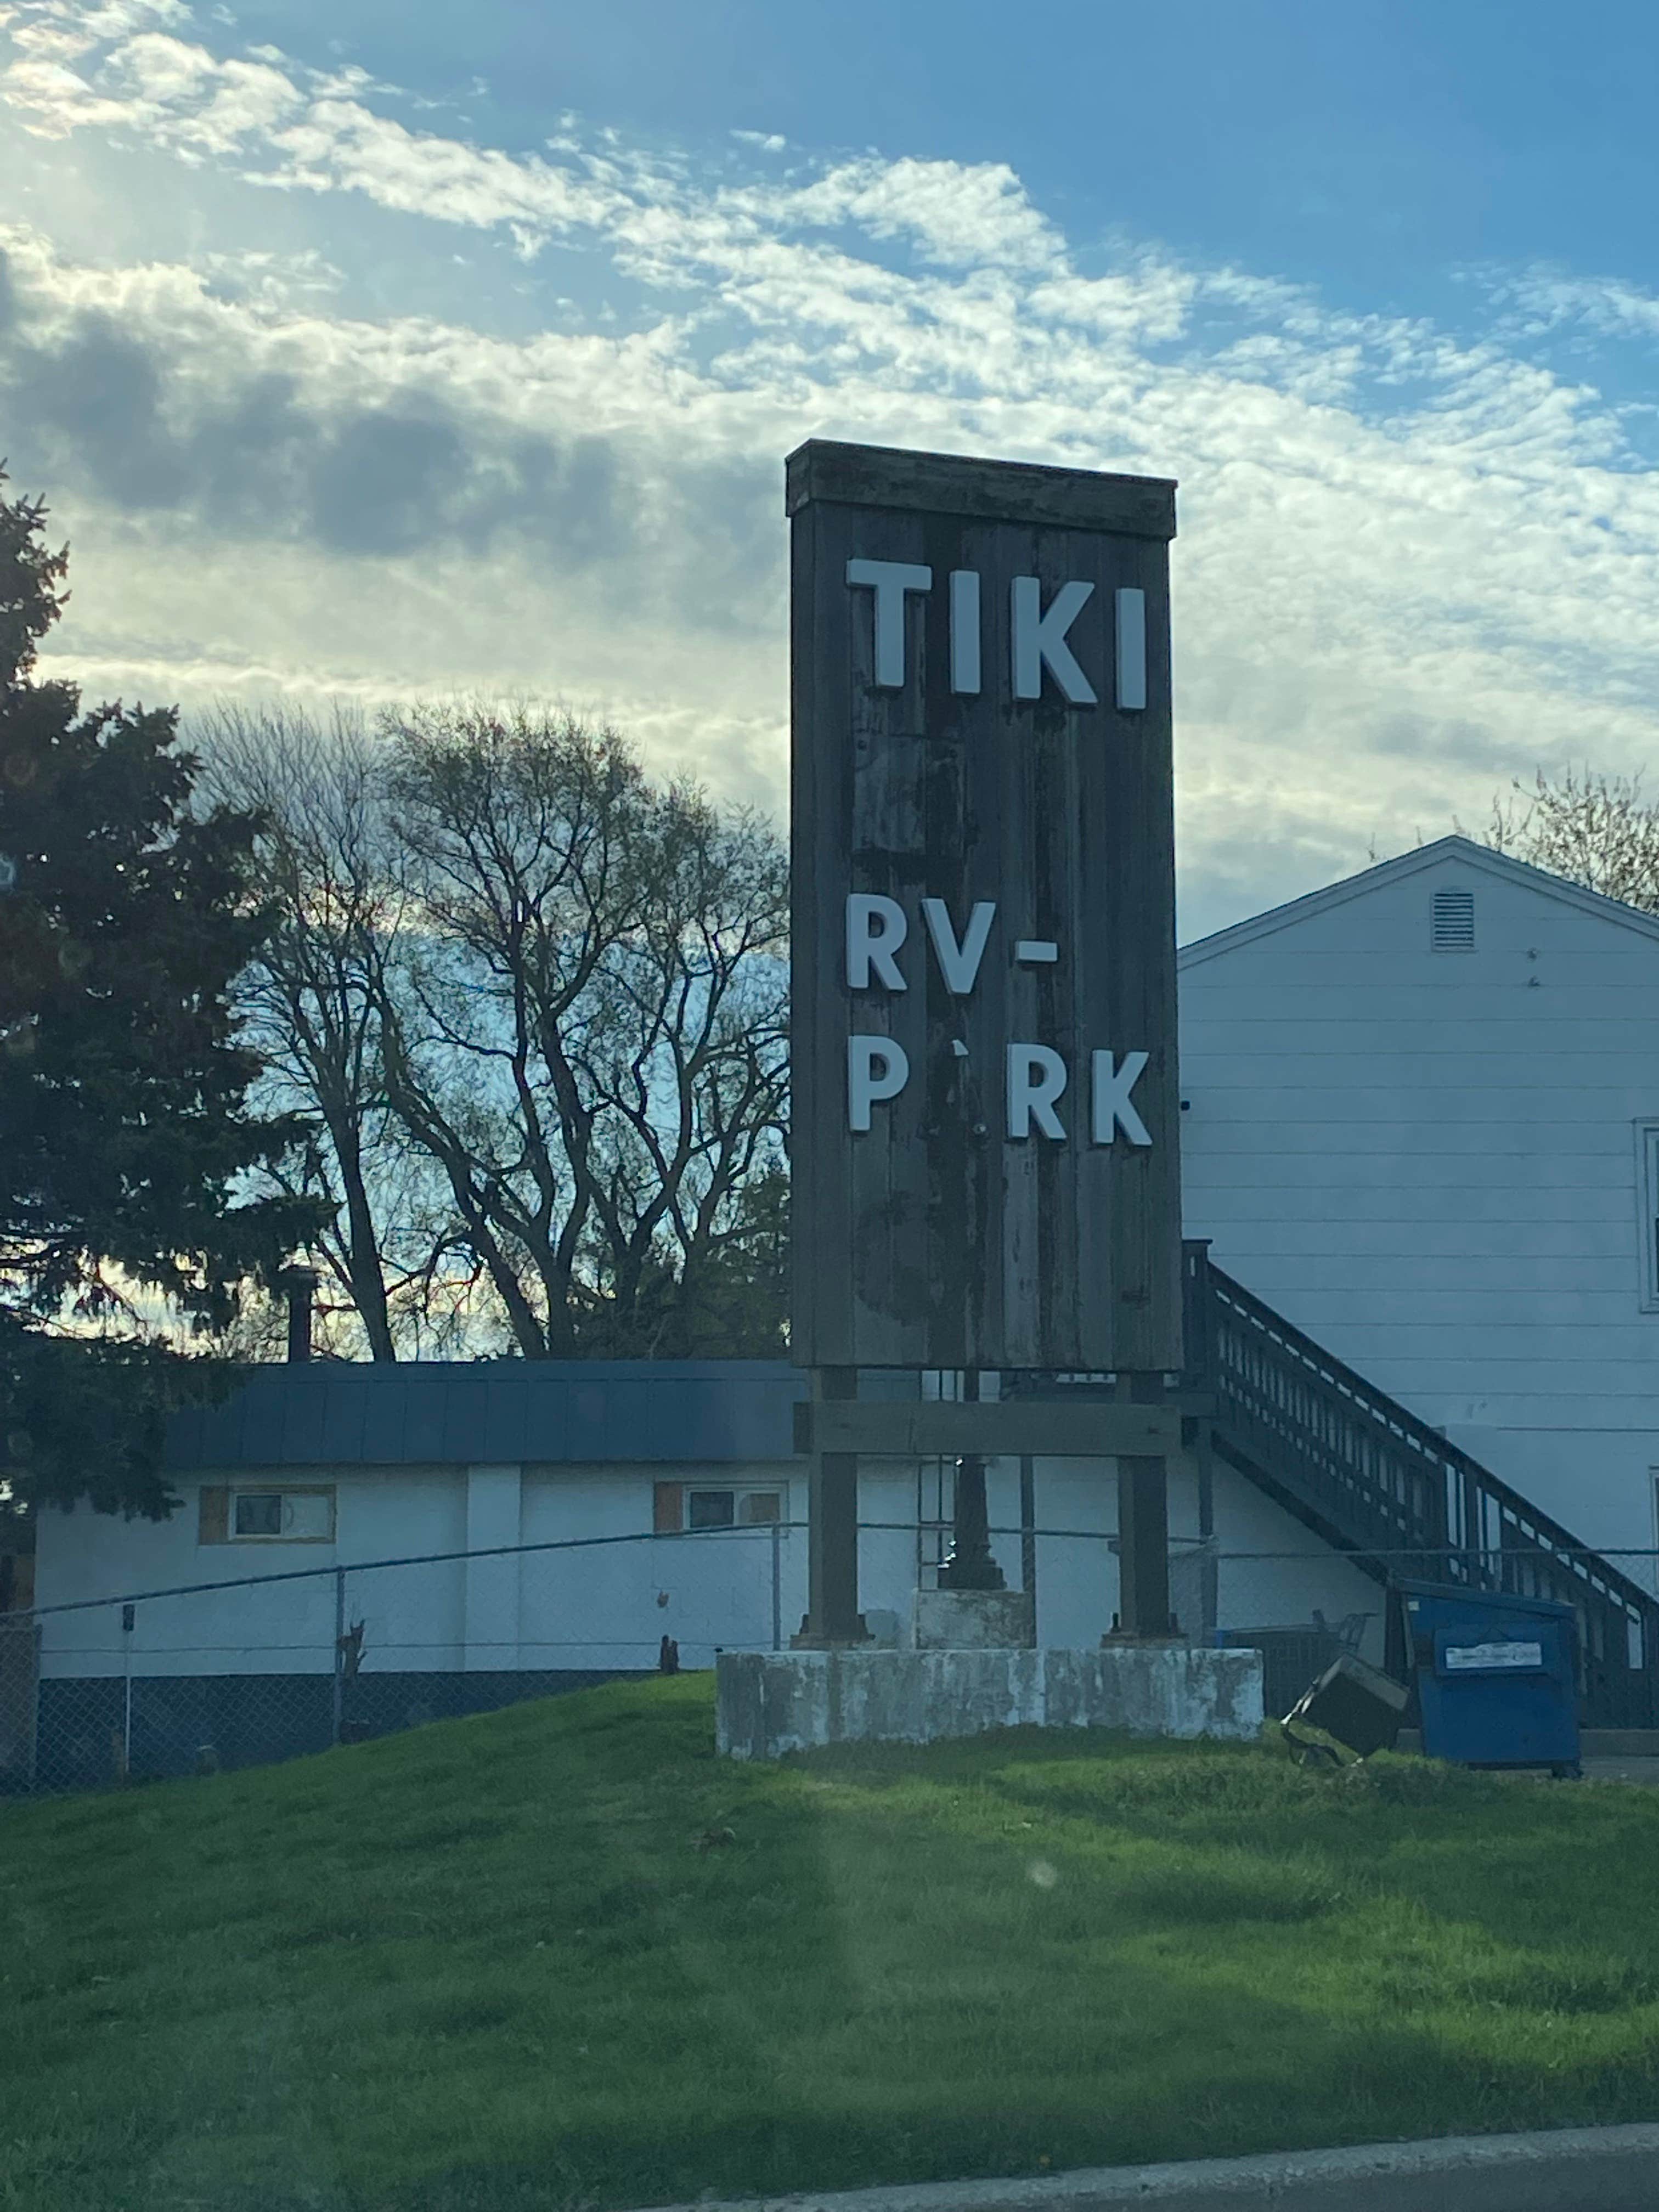 TIKI
RV-
P RK